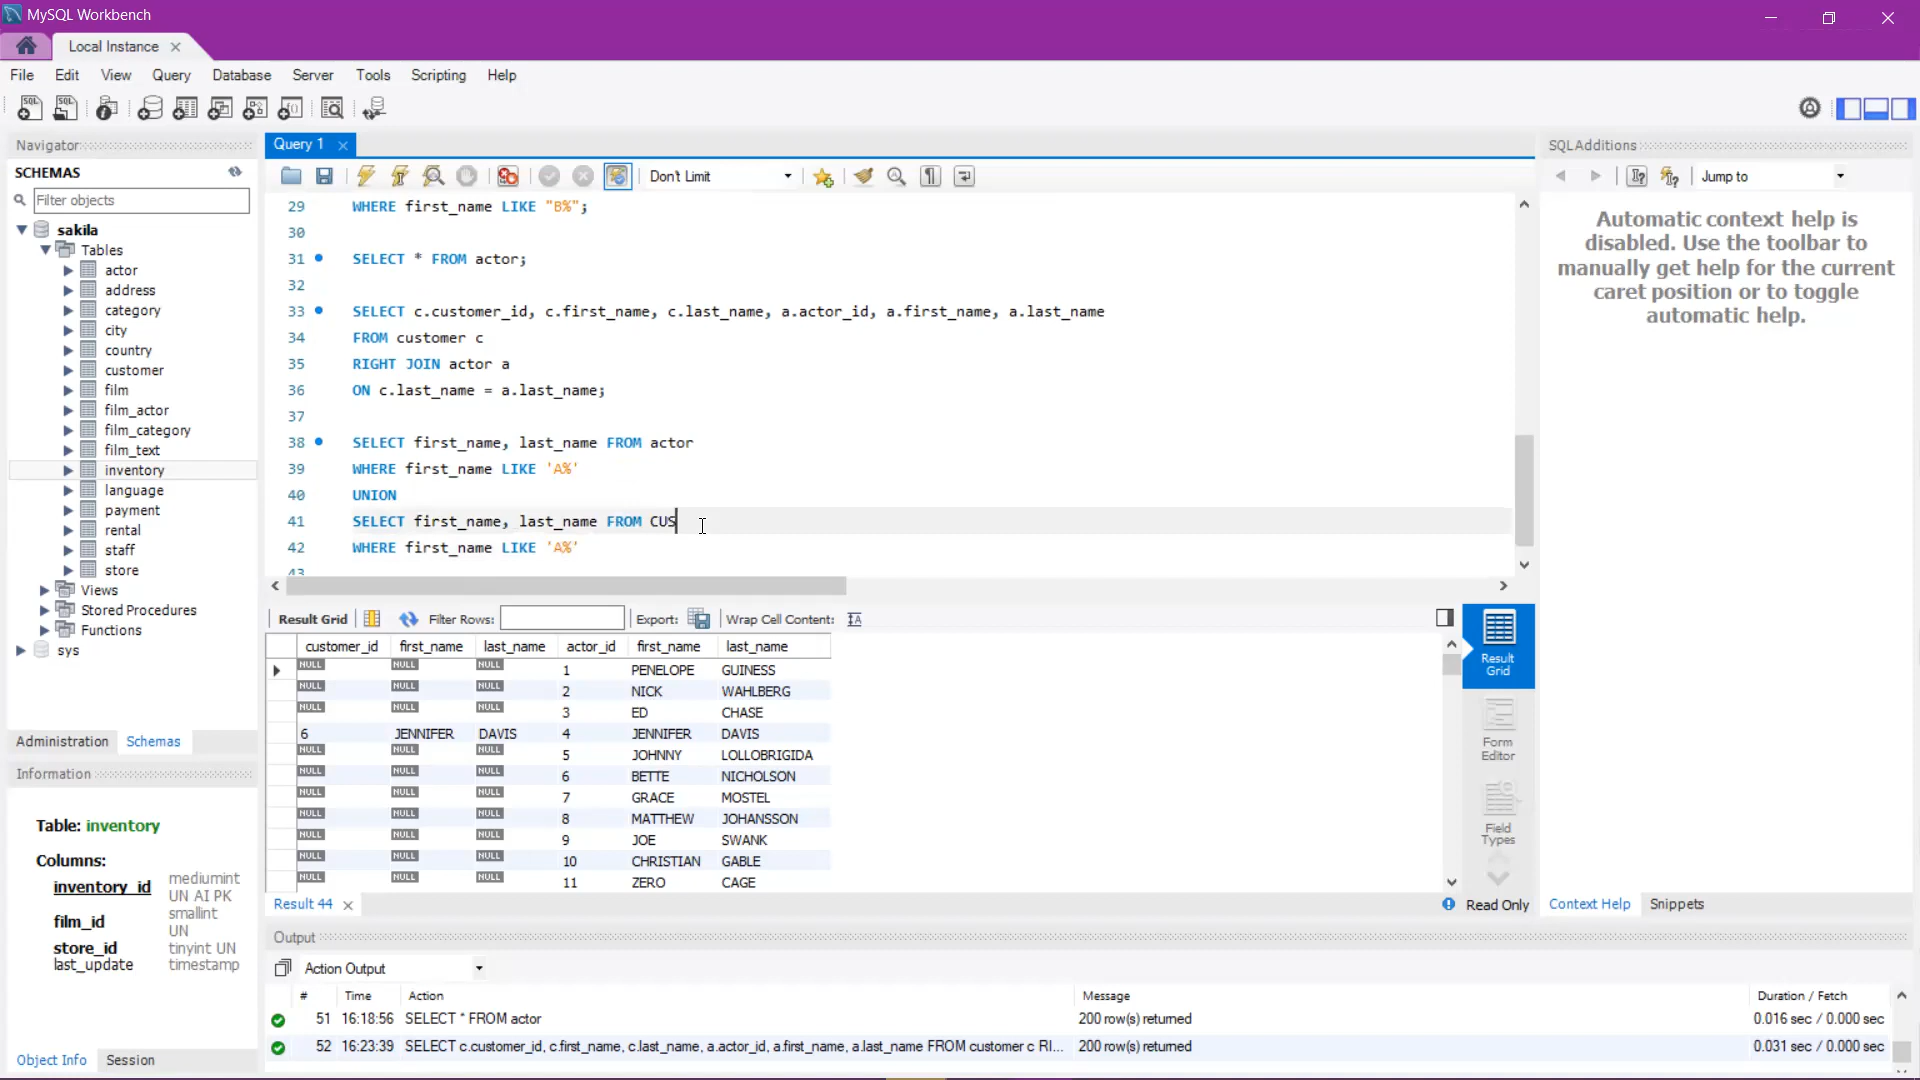 MySQL Workbench
Local Instance
File Edit View Query Database Server Tools Scripting Help
Navigator
SCHEMAS
Filter objects
sakila
Tables
actor
address
category
city
country
customer
film
film_actor
film_category
film_text
inventory
language
payment
rental
staff
store
Views
Stored Procedures
Functions
sys
Administration Schemas
Information
Table: inventory
Columns:
inventory_id mediumint UN AI PK
film_id smallint UN
store_id tinyint UN
last_update timestamp
Object Info Session
Query 1
Don't Limit
29 WHERE first_name LIKE "B%";
30
31 SELECT * FROM actor;
32
33 SELECT c.customer_id, c.first_name, c.last_name, a.actor_id, a.first_name, a.last_name
34 FROM customer c
35 RIGHT JOIN actor a
36 ON c.last_name = a.last_name;
37
38 SELECT first_name, last_name FROM actor
39 WHERE first_name LIKE 'A%'
40 UNION
41 SELECT first_name, last_name FROM CUS
42 WHERE first_name LIKE 'A%'
43
Result Grid Filter Rows: Export: Wrap Cell Content:
customer_id first_name last_name actor_id first_name last_name
NULL NULL NULL 1 PENELOPE GUINESS
NULL NULL NULL 2 NICK WAHLBERG
NULL NULL NULL 3 ED CHASE
6 JENNIFER DAVIS 4 JENNIFER DAVIS
NULL NULL NULL 5 JOHNNY LOLLOBRIGIDA
NULL NULL NULL 6 BETTE NICHOLSON
NULL NULL NULL 7 GRACE MOSTEL
NULL NULL NULL 8 MATTHEW JOHANSSON
NULL NULL NULL 9 JOE SWANK
NULL NULL NULL 10 CHRISTIAN GABLE
NULL NULL NULL 11 ZERO CAGE
Result Grid
Form Editor
Field Types
Result 44
Read Only
SQLAdditions
Jump to
Automatic context help is
disabled. Use the toolbar to
manually get help for the current
caret position or to toggle
automatic help.
Context Help Snippets
Output
Action Output
# Time Action Message Duration / Fetch
51 16:18:56 SELECT * FROM actor 200 row(s) returned 0.016 sec / 0.000 sec
52 16:23:39 SELECT c.customer_id, c.first_name, c.last_name, a.actor_id, a.first_name, a.last_name FROM customer c RI... 200 row(s) returned 0.031 sec / 0.000 sec